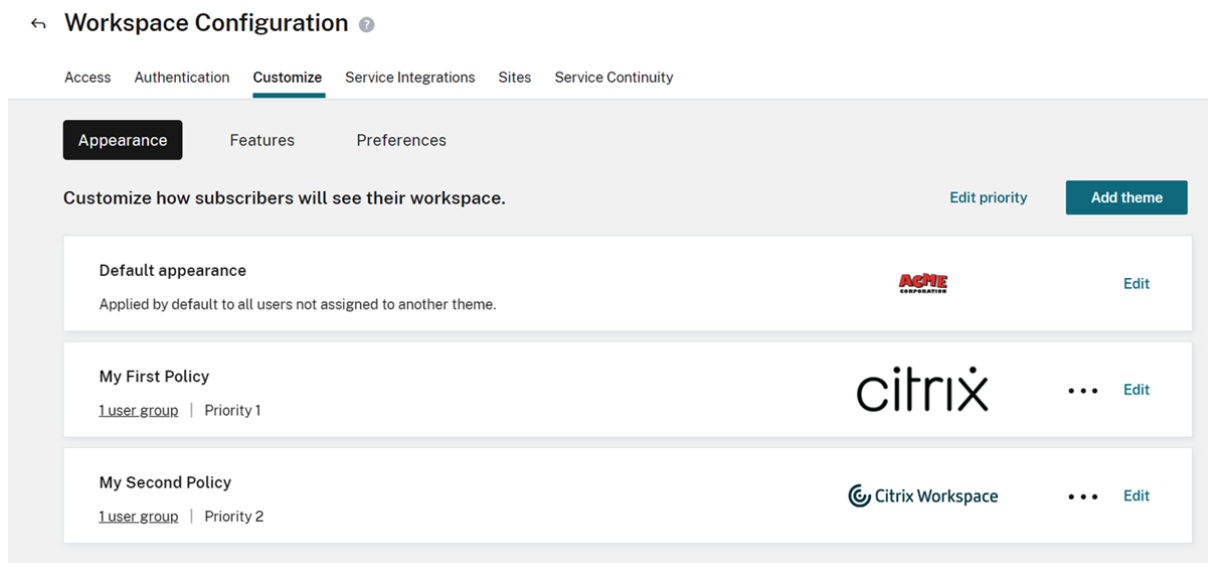 Workspace Configuration ?
Access Authentication Customize Service Integrations Sites Service Continuity
Appearance Features Preferences
Customize how subscribers will see their workspace. Edit priority Add theme
Default appearance
Applied by default to all users not assigned to another theme.
ACME
CORPORATION
Edit
My First Policy
1 user group | Priority 1
citrix
••• Edit
My Second Policy
1 user group | Priority 2
Citrix Workspace
••• Edit